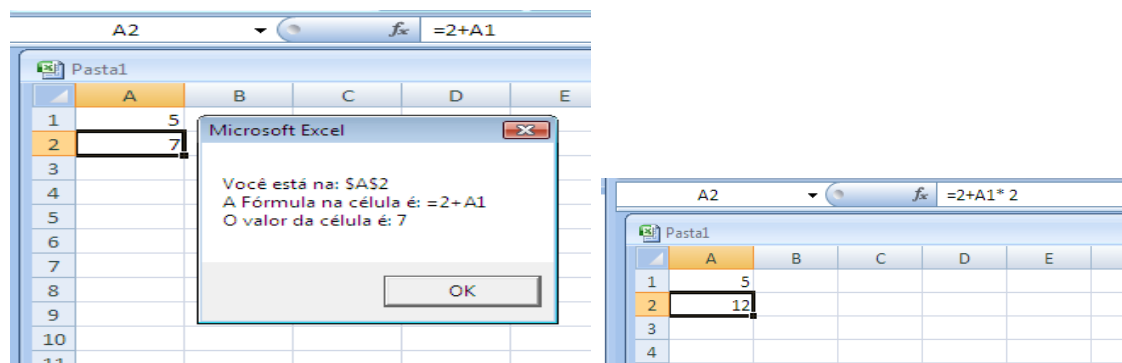 A2 fx =2+A1
Pasta1
A B C D E
1 5
2 7
3
4
5
6
7
8
9
10
11
Microsoft Excel
Você está na: $A$2
A Fórmula na célula é: =2+A1
O valor da célula é: 7
OK
A2 fx =2+A1* 2
Pasta1
A B C D E
1 5
2 12
3
4